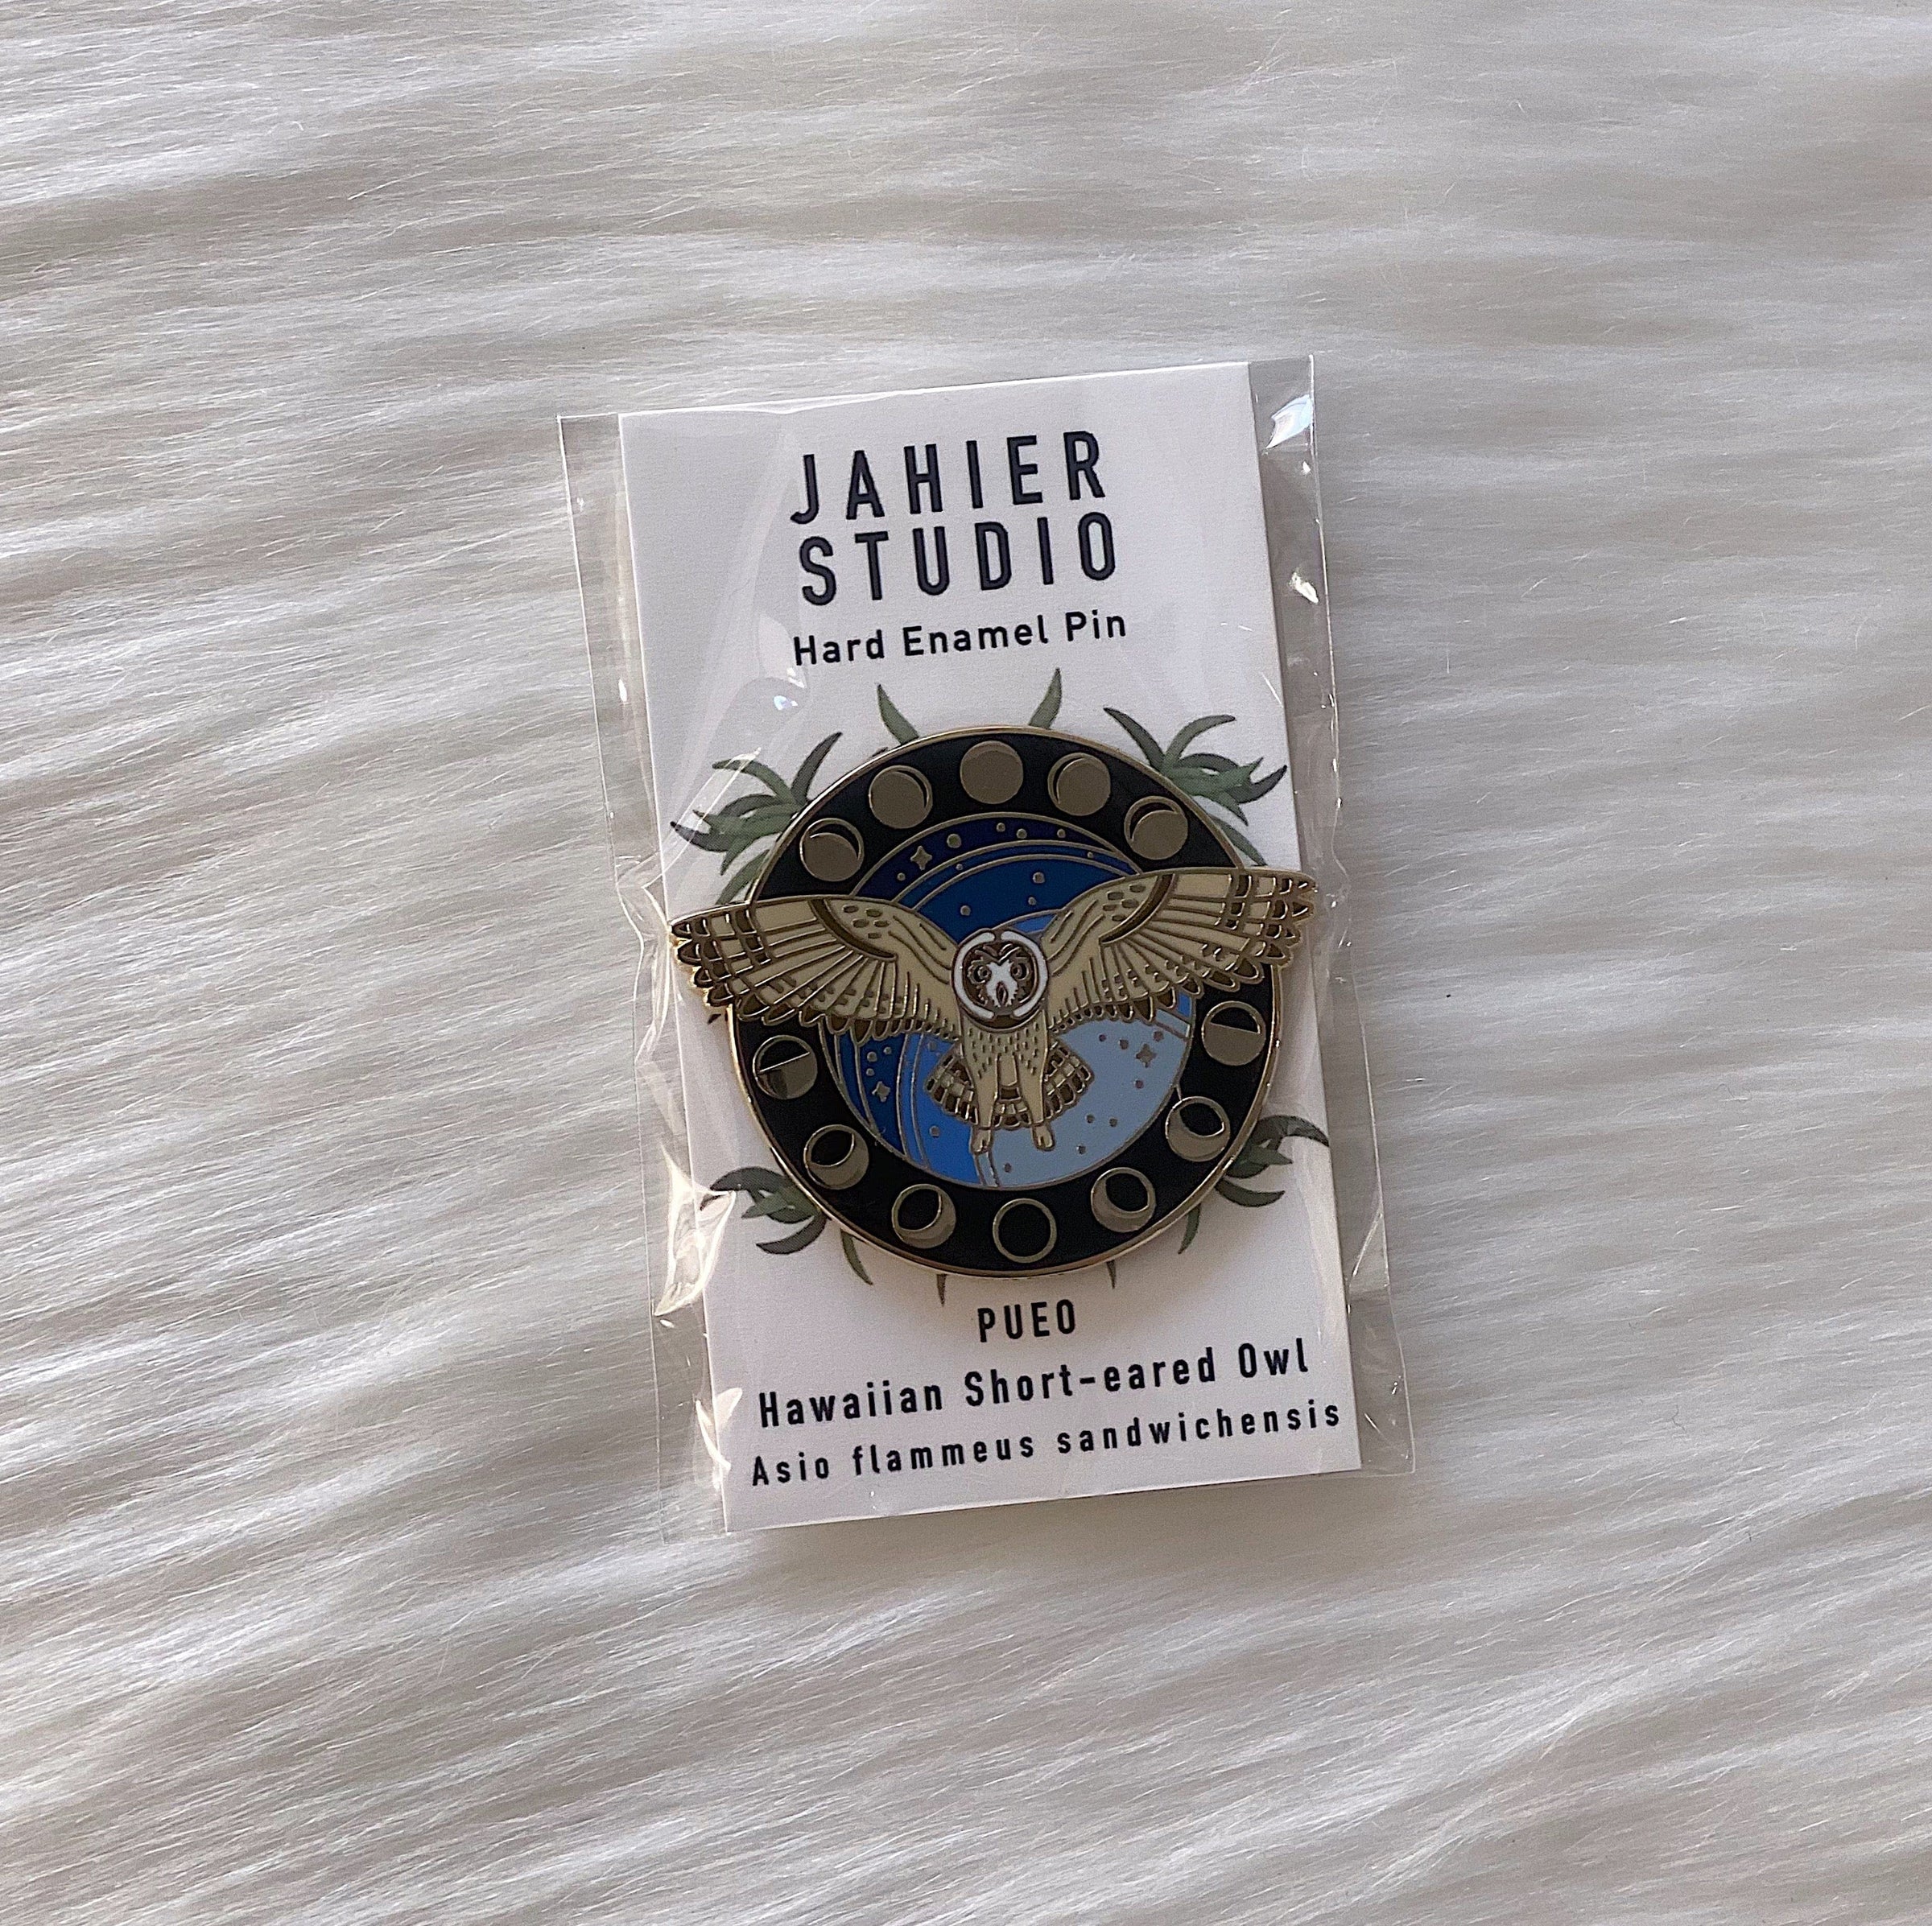 JAHIER
STUDIO
Hard Enamel Pin
PUEO
Hawaiian Short-eared Owl
Asio flammeus sandwichensis